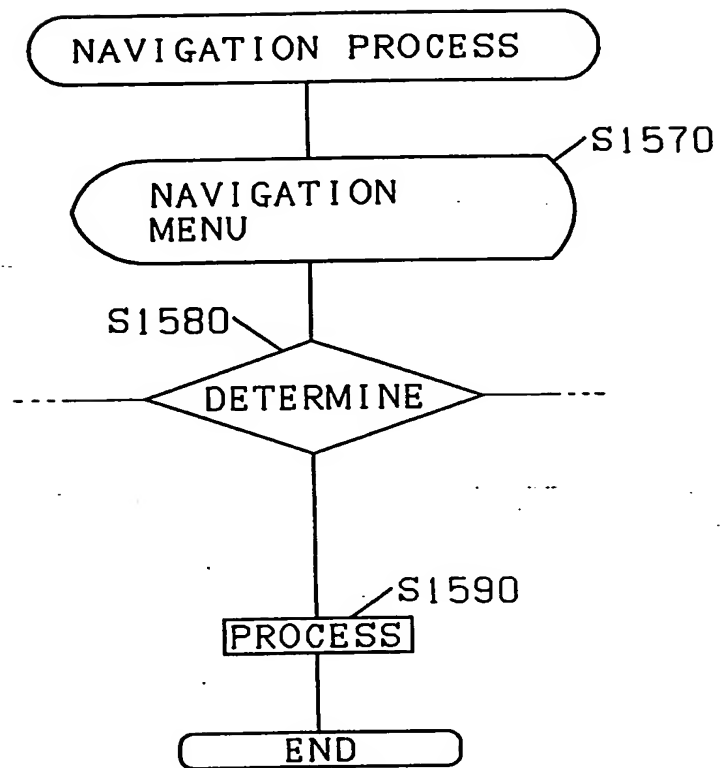 NAVIGATION PROCESS
S1570
NAVIGATION
MENU
S1580
DETERMINE
S1590
PROCESS
END